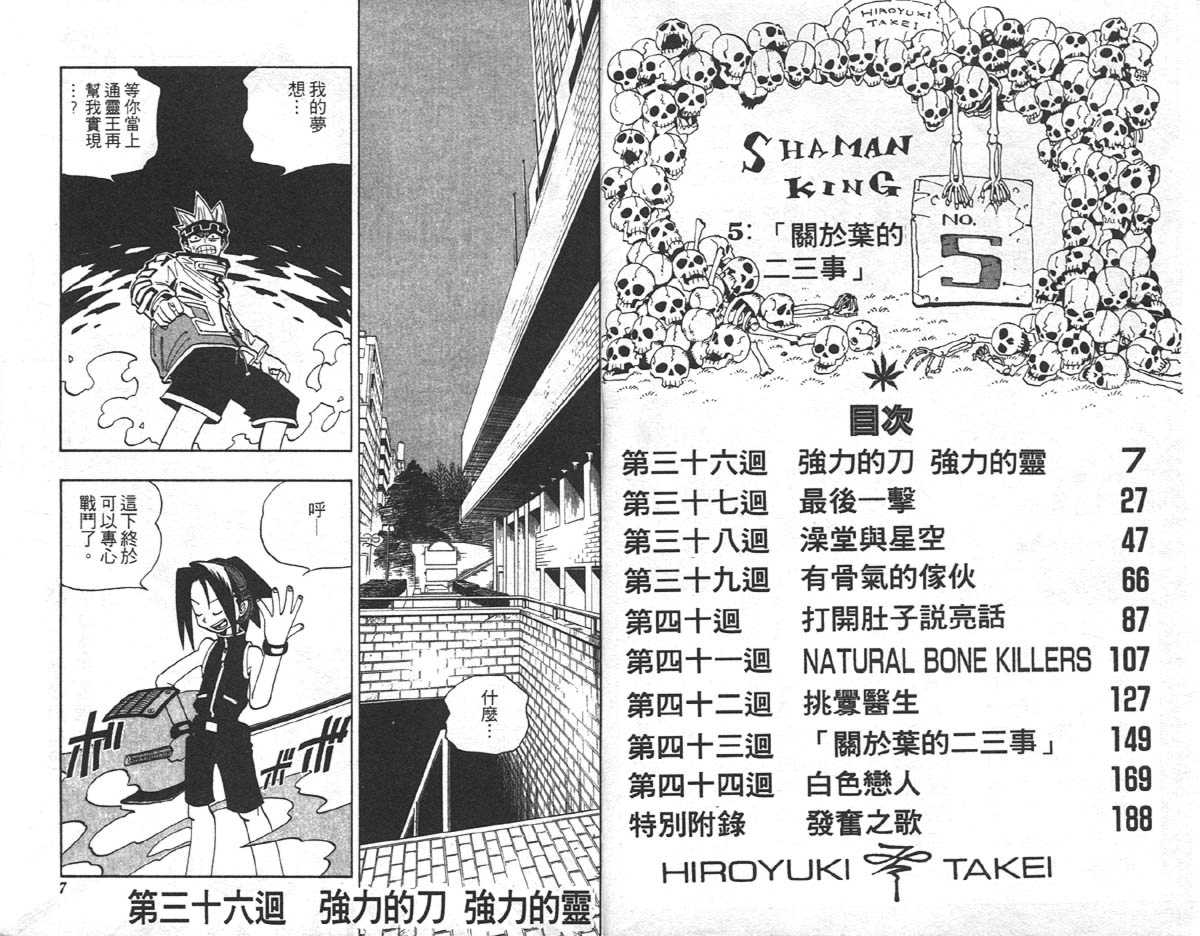 HIROYUKI
TAKEI
SHAMAN
KING
NO.
5
5:「關於葉的
二三事」
目次
第三十六迴 強力的刀 強力的靈 7
第三十七迴 最後一擊 27
第三十八迴 澡堂與星空 47
第三十九迴 有骨氣的傢伙 66
第四十迴 打開肚子説亮話 87
第四十一迴 NATURAL BONE KILLERS 107
第四十二迴 挑釁醫生 127
第四十三迴 「關於葉的二三事」 149
第四十四迴 白色戀人 169
特別附錄 發奮之歌 188
HIROYUKI TAKEI
什麼…
我的夢
想…
等你當上
通靈王再
幫我實現
…?
呼—
這下終於
可以專心
戰鬥了。
ボ
ボ
ボ
ボ
7
第三十六迴 強力的刀 強力的靈